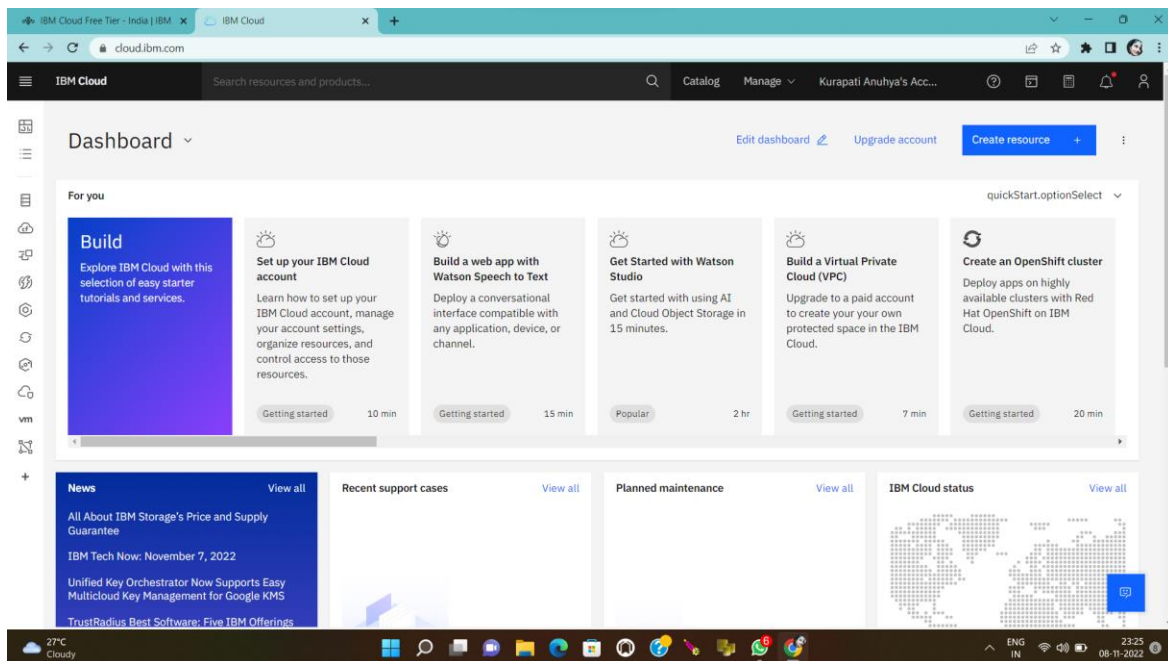 IBM Cloud Free Tier - India | IBM
IBM Cloud
cloud.ibm.com
IBM Cloud
Search resources and products...
Catalog
Manage
Kurapati Anuhya's Acc...
Dashboard
Edit dashboard
Upgrade account
Create resource +
For you
quickStart.optionSelect
Build
Explore IBM Cloud with this
selection of easy starter
tutorials and services.
Set up your IBM Cloud
account
Learn how to set up your
IBM Cloud account, manage
your account settings,
organize resources, and
control access to those
resources.
Getting started 10 min
Build a web app with
Watson Speech to Text
Deploy a conversational
interface compatible with
any application, device, or
channel.
Getting started 15 min
Get Started with Watson
Studio
Get started with using AI
and Cloud Object Storage in
15 minutes.
Popular 2 hr
Build a Virtual Private
Cloud (VPC)
Upgrade to a paid account
to create your your own
protected space in the IBM
Cloud.
Getting started 7 min
Create an OpenShift cluster
Deploy apps on highly
available clusters with Red
Hat OpenShift on IBM
Cloud.
Getting started 20 min
vm
News View all
All About IBM Storage's Price and Supply
Guarantee
IBM Tech Now: November 7, 2022
Unified Key Orchestrator Now Supports Easy
Multicloud Key Management for Google KMS
TrustRadius Best Software: Five IBM Offerings
Recent support cases View all
Planned maintenance View all
IBM Cloud status View all
27°C
Cloudy
ENG
IN
23:25
08-11-2022